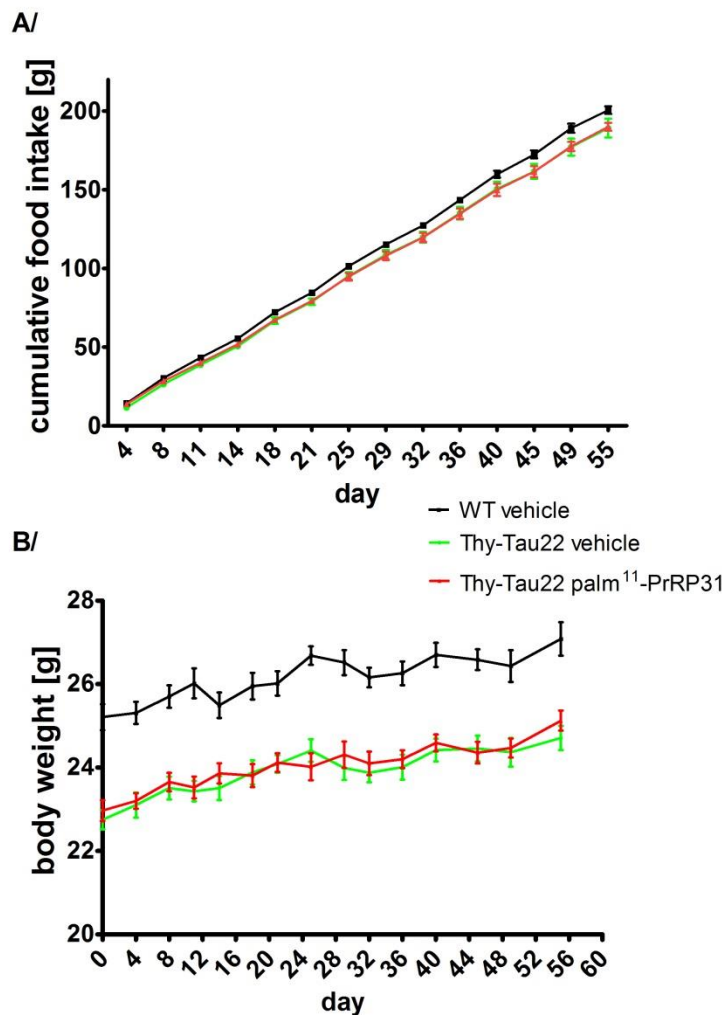 A/
cumulative food intake [g]
200
150
100
50
0
4 8 11 14 18 21 25 29 32 36 40 45 49 55
day
WT vehicle
Thy-Tau22 vehicle
Thy-Tau22 palm¹¹-PrRP31
B/
body weight [g]
28
26
24
22
20
0 4 8 12 16 20 24 28 32 36 40 44 48 52 56 60
day